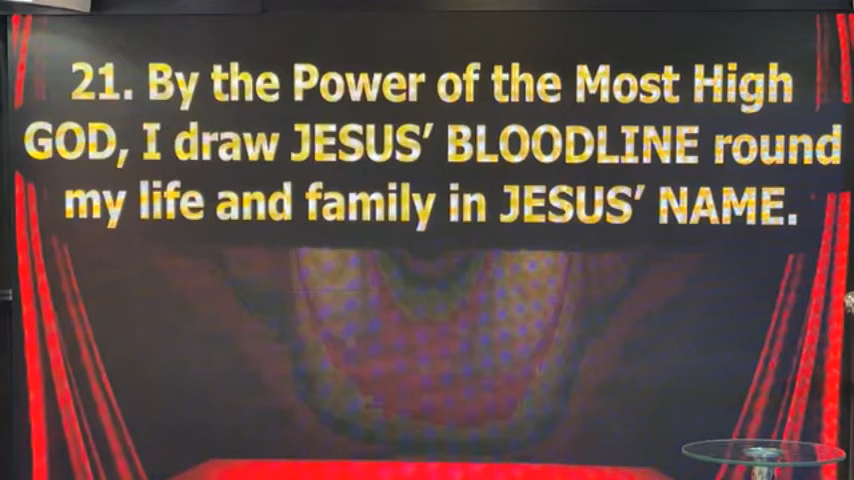 21. By the Power of the Most High
GOD, I draw JESUS’ BLOODLINE round
my life and family in JESUS’ NAME.